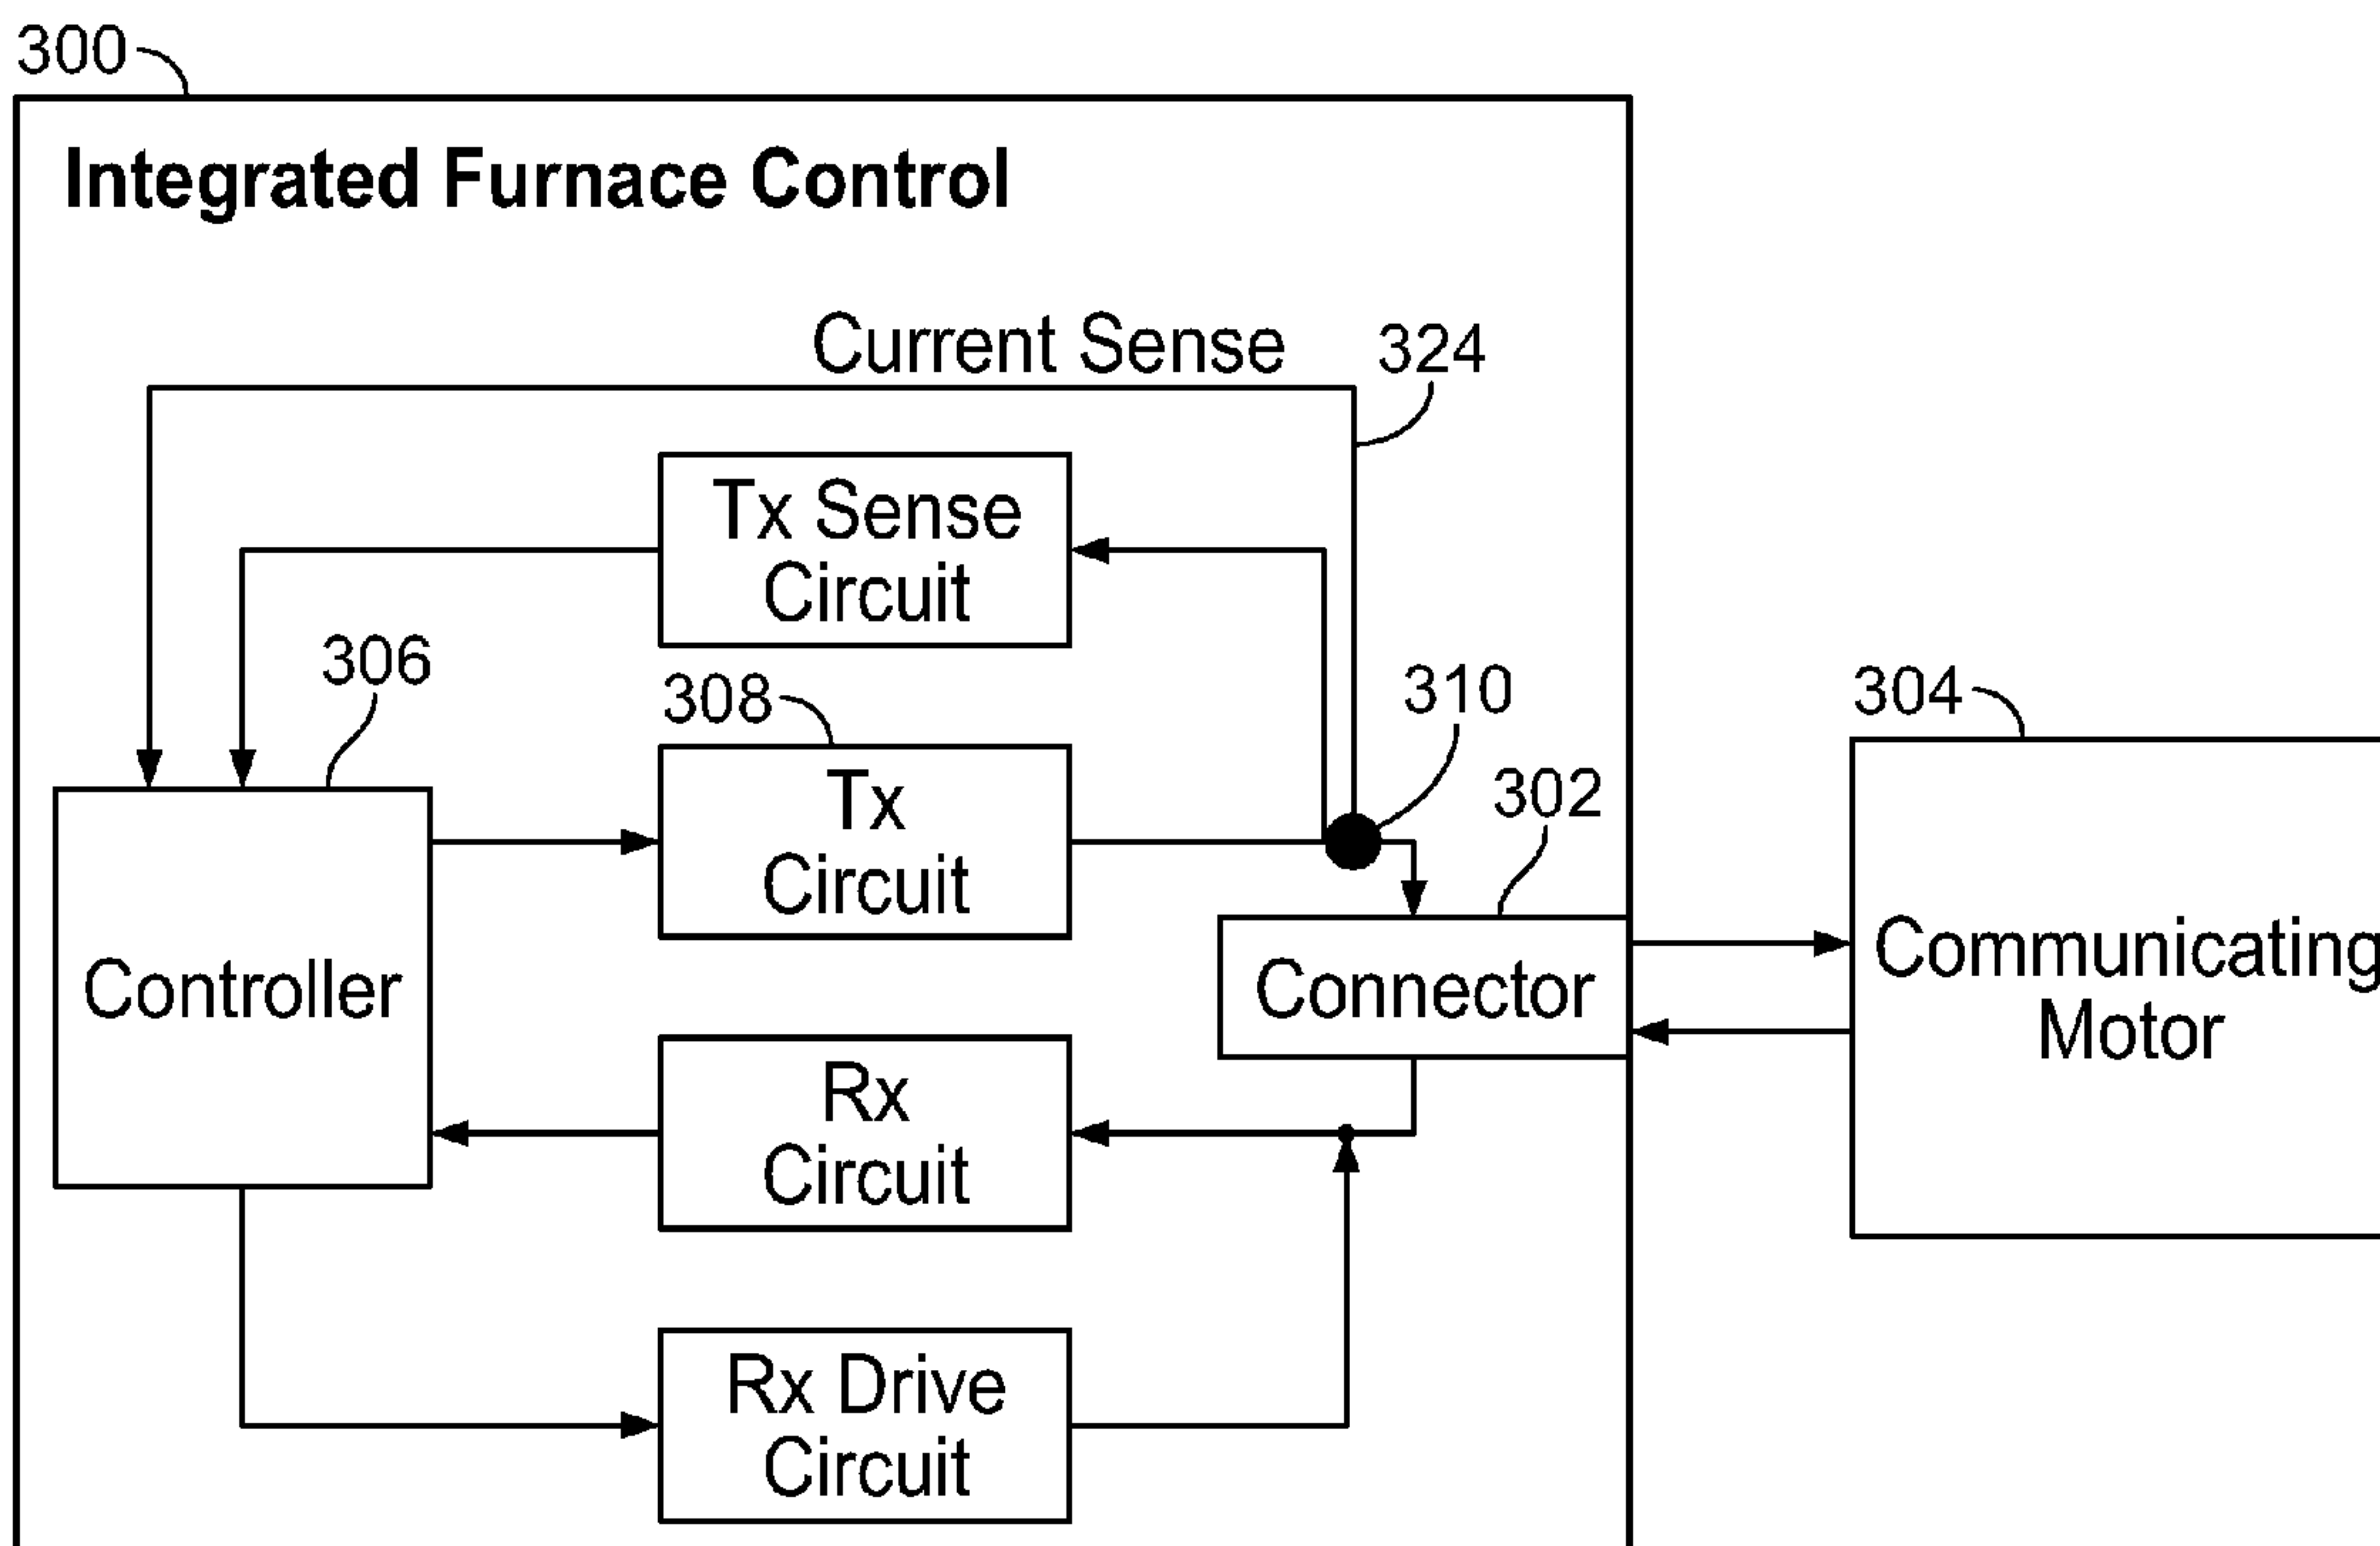 300
Integrated Furnace Control
Current Sense
324
Tx Sense
Circuit
306
308
310
304
302
Tx
Circuit
Controller
Connector
Communicating
Motor
Rx
Circuit
Rx Drive
Circuit